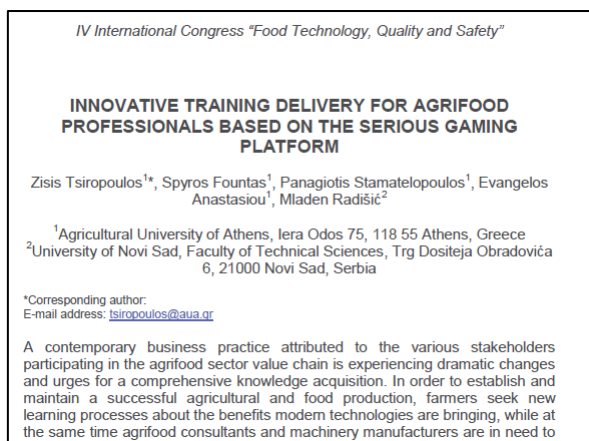 IV International Congress “Food Technology, Quality and Safety”
INNOVATIVE TRAINING DELIVERY FOR AGRIFOOD
PROFESSIONALS BASED ON THE SERIOUS GAMING
PLATFORM
Zisis Tsiropoulos1*, Spyros Fountas1, Panagiotis Stamatelopoulos1, Evangelos
Anastasiou1, Mladen Radišić2
1Agricultural University of Athens, Iera Odos 75, 118 55 Athens, Greece
2University of Novi Sad, Faculty of Technical Sciences, Trg Dositeja Obradovića
6, 21000 Novi Sad, Serbia
*Corresponding author:
E-mail address: tsiropoulos@aua.gr
A contemporary business practice attributed to the various stakeholders
participating in the agrifood sector value chain is experiencing dramatic changes
and urges for a comprehensive knowledge acquisition. In order to establish and
maintain a successful agricultural and food production, farmers seek new
learning processes about the benefits modern technologies are bringing, while at
the same time agrifood consultants and machinery manufacturers are in need to